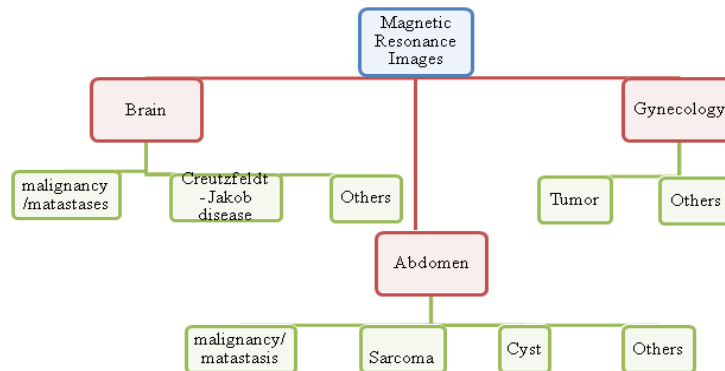 Magnetic
Resonance
Images
Brain
Gynecology
malignancy
/matastases
Creutzfeldt
-Jakob
disease
Others
Tumor
Others
Abdomen
malignancy/
matastasis
Sarcoma
Cyst
Others